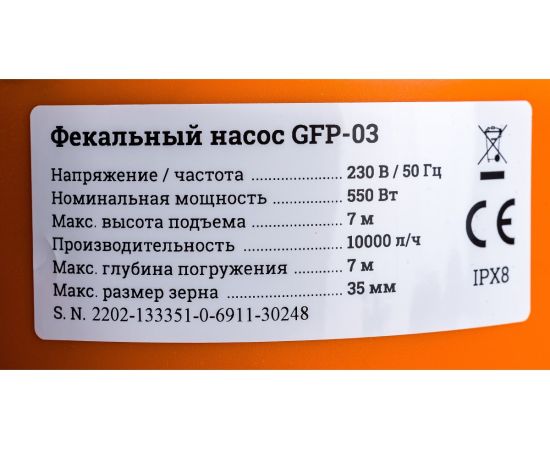 Фекальный насос GFP-03
Напряжение / частота ........ 230 В / 50 Гц
Номинальная мощность ........ 550 Вт
Макс. высота подъема ........ 7 м
Производительность ........ 10000 л/ч
Макс. глубина погружения ........ 7 м
Макс. размер зерна ........ 35 мм
S. N. 2202-133351-0-6911-30248
CE
IPX8